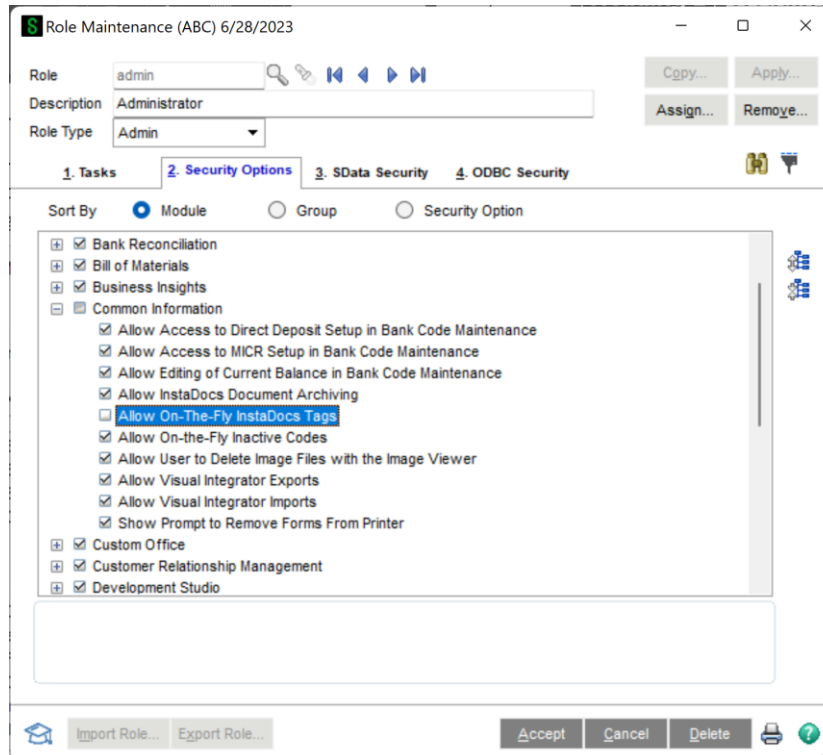 S Role Maintenance (ABC) 6/28/2023
Role admin Copy... Apply...
Description Administrator Assign... Remove...
Role Type Admin
1. Tasks 2. Security Options 3. SData Security 4. ODBC Security
Sort By Module Group Security Option
Bank Reconciliation
Bill of Materials
Business Insights
Common Information
Allow Access to Direct Deposit Setup in Bank Code Maintenance
Allow Access to MICR Setup in Bank Code Maintenance
Allow Editing of Current Balance in Bank Code Maintenance
Allow InstaDocs Document Archiving
Allow On-The-Fly InstaDocs Tags
Allow On-the-Fly Inactive Codes
Allow User to Delete Image Files with the Image Viewer
Allow Visual Integrator Exports
Allow Visual Integrator Imports
Show Prompt to Remove Forms From Printer
Custom Office
Customer Relationship Management
Development Studio
Import Role... Export Role... Accept Cancel Delete ?